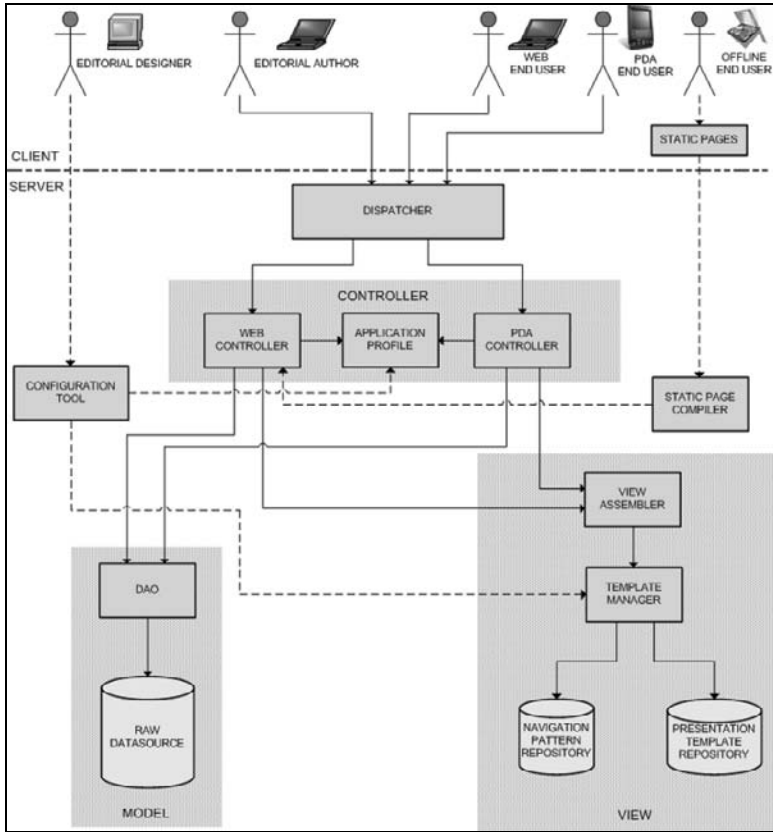 EDITORIAL DESIGNER
EDITORIAL AUTHOR
WEB
END USER
PDA
END USER
OFFLINE
END USER
STATIC PAGES
CLIENT
SERVER
DISPATCHER
CONTROLLER
WEB
CONTROLLER
APPLICATION
PROFILE
PDA
CONTROLLER
CONFIGURATION
TOOL
STATIC PAGE
COMPILER
VIEW
ASSEMBLER
DAO
TEMPLATE
MANAGER
RAW
DATASOURCE
NAVIGATION
PATTERN
REPOSITORY
PRESENTATION
TEMPLATE
REPOSITORY
MODEL
VIEW